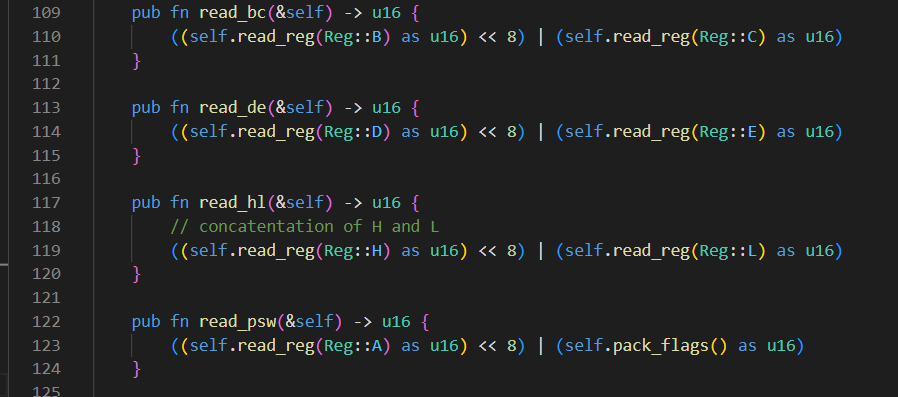 109 pub fn read_bc(&self) -> u16 {
110 ((self.read_reg(Reg::B) as u16) << 8) | (self.read_reg(Reg::C) as u16)
111 }
112
113 pub fn read_de(&self) -> u16 {
114 ((self.read_reg(Reg::D) as u16) << 8) | (self.read_reg(Reg::E) as u16)
115 }
116
117 pub fn read_hl(&self) -> u16 {
118 // concatentation of H and L
119 ((self.read_reg(Reg::H) as u16) << 8) | (self.read_reg(Reg::L) as u16)
120 }
121
122 pub fn read_psw(&self) -> u16 {
123 ((self.read_reg(Reg::A) as u16) << 8) | (self.pack_flags() as u16)
124 }
125